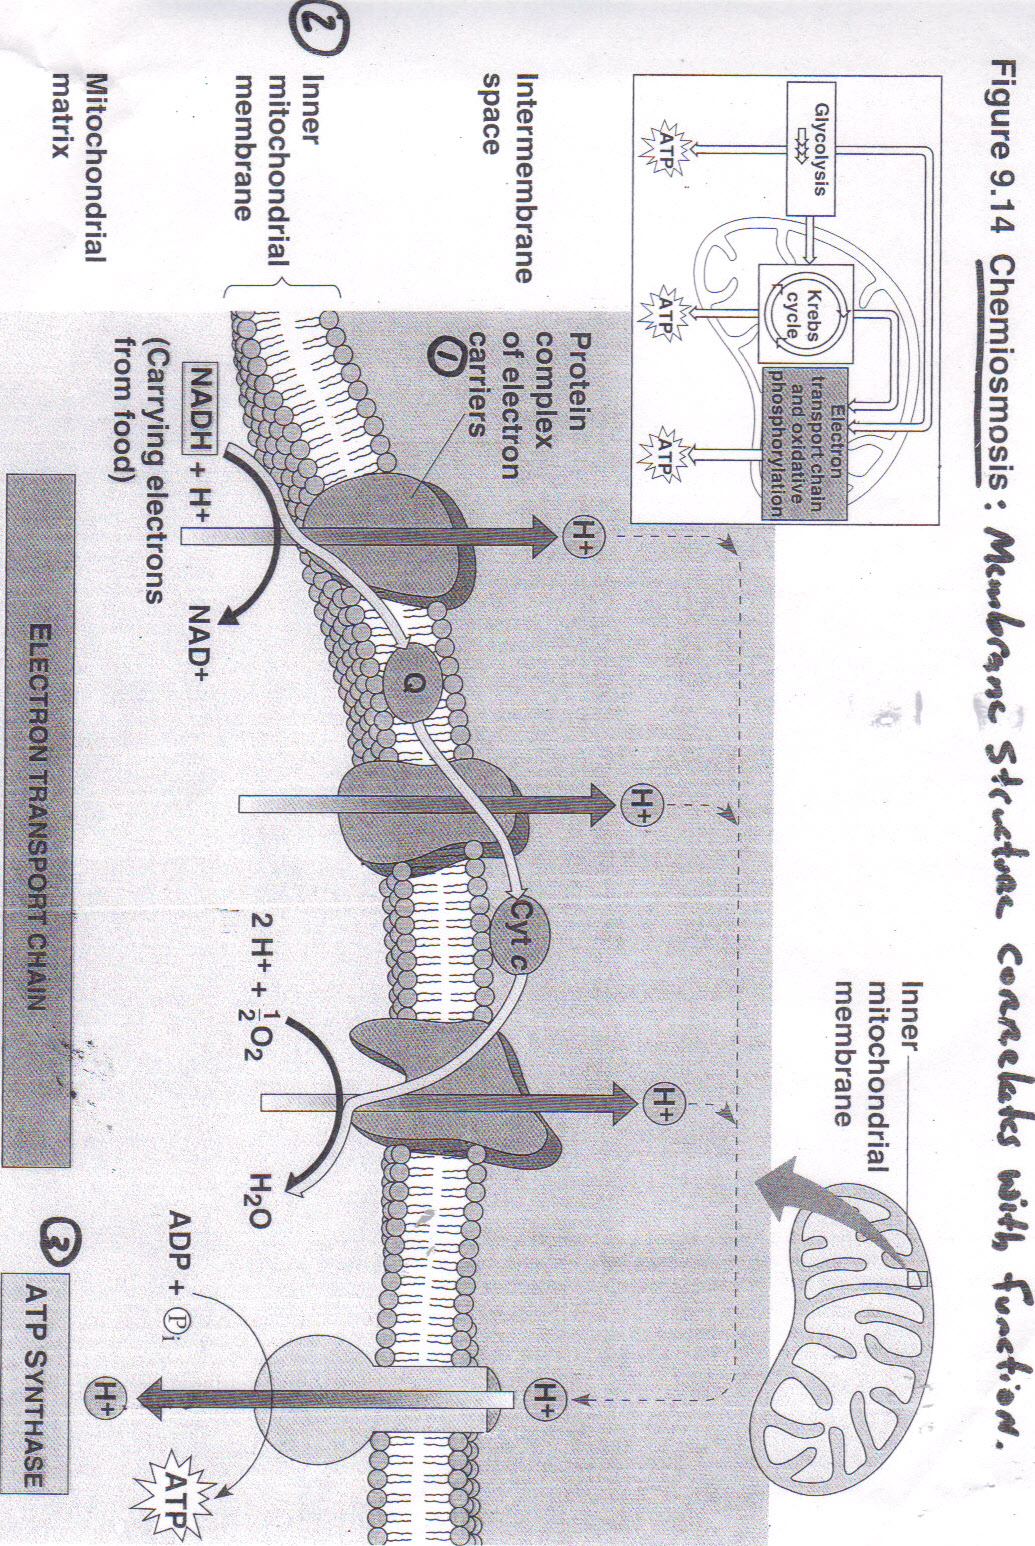 Figure 9.14 Chemiosmosis : Membrane Structure Correlates with function.
Glycolysis
Krebs
cycle
Electron
transport chain
and oxidative
phosphorylation
ATP
ATP
ATP
Inner
mitochondrial
membrane
Intermembrane
space
Protein
complex
of electron
carriers
①
H+
H+
H+
H+
②
Inner
mitochondrial
membrane
Q
Cyt c
Mitochondrial
matrix
NADH + H+
(Carrying electrons
from food)
NAD+
2 H+ + 1/2 O2
H2O
ADP + Pi
ATP
H+
ELECTRON TRANSPORT CHAIN
③
ATP SYNTHASE